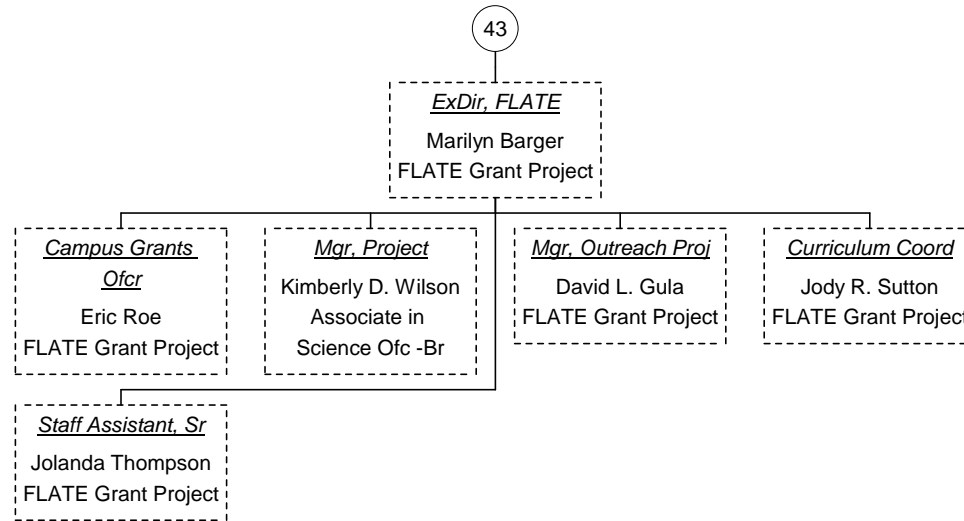 43
ExDir, FLATE
Marilyn Barger
FLATE Grant Project
Campus Grants
Ofcr
Eric Roe
FLATE Grant Project
Mgr, Project
Kimberly D. Wilson
Associate in
Science Ofc -Br
Mgr, Outreach Proj
David L. Gula
FLATE Grant Project
Curriculum Coord
Jody R. Sutton
FLATE Grant Project
Staff Assistant, Sr
Jolanda Thompson
FLATE Grant Project